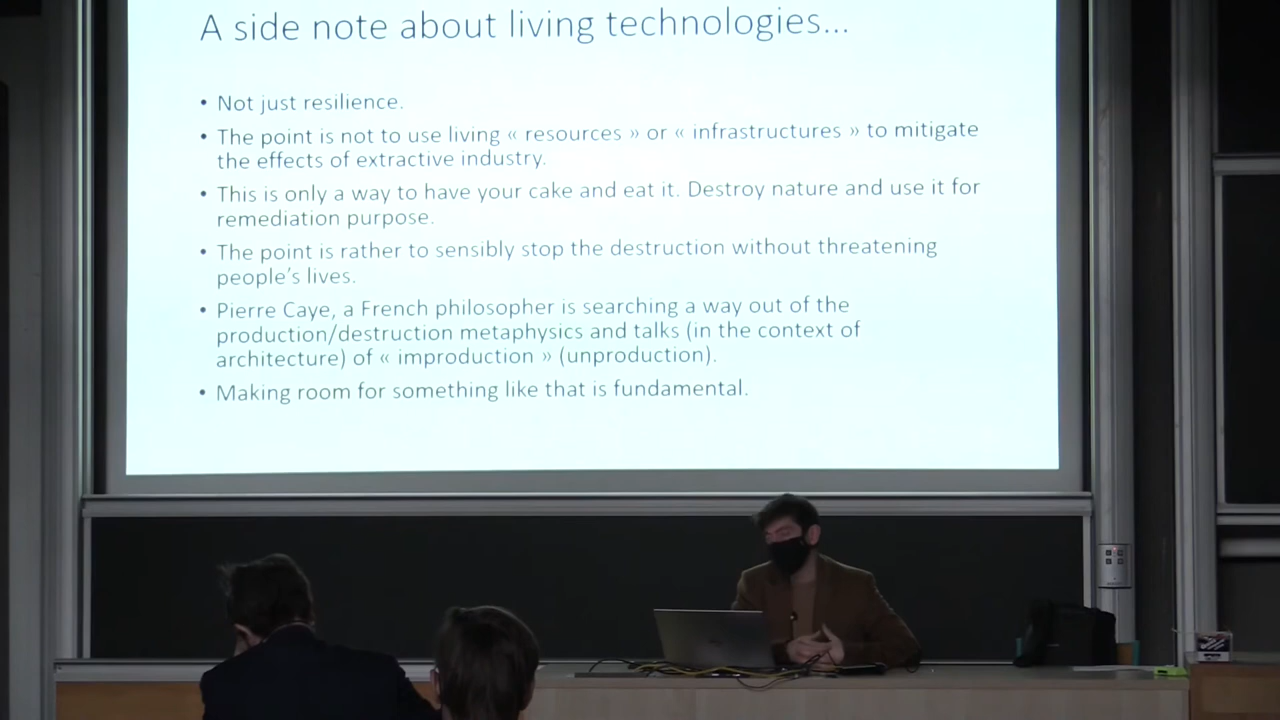 A side note about living technologies...
• Not just resilience.
• The point is not to use living « resources » or « infrastructures » to mitigate
the effects of extractive industry.
• This is only a way to have your cake and eat it. Destroy nature and use it for
remediation purpose.
• The point is rather to sensibly stop the destruction without threatening
people's lives.
• Pierre Caye, a French philosopher is searching a way out of the
production/destruction metaphysics and talks (in the context of
architecture) of « improduction » (unproduction).
• Making room for something like that is fundamental.